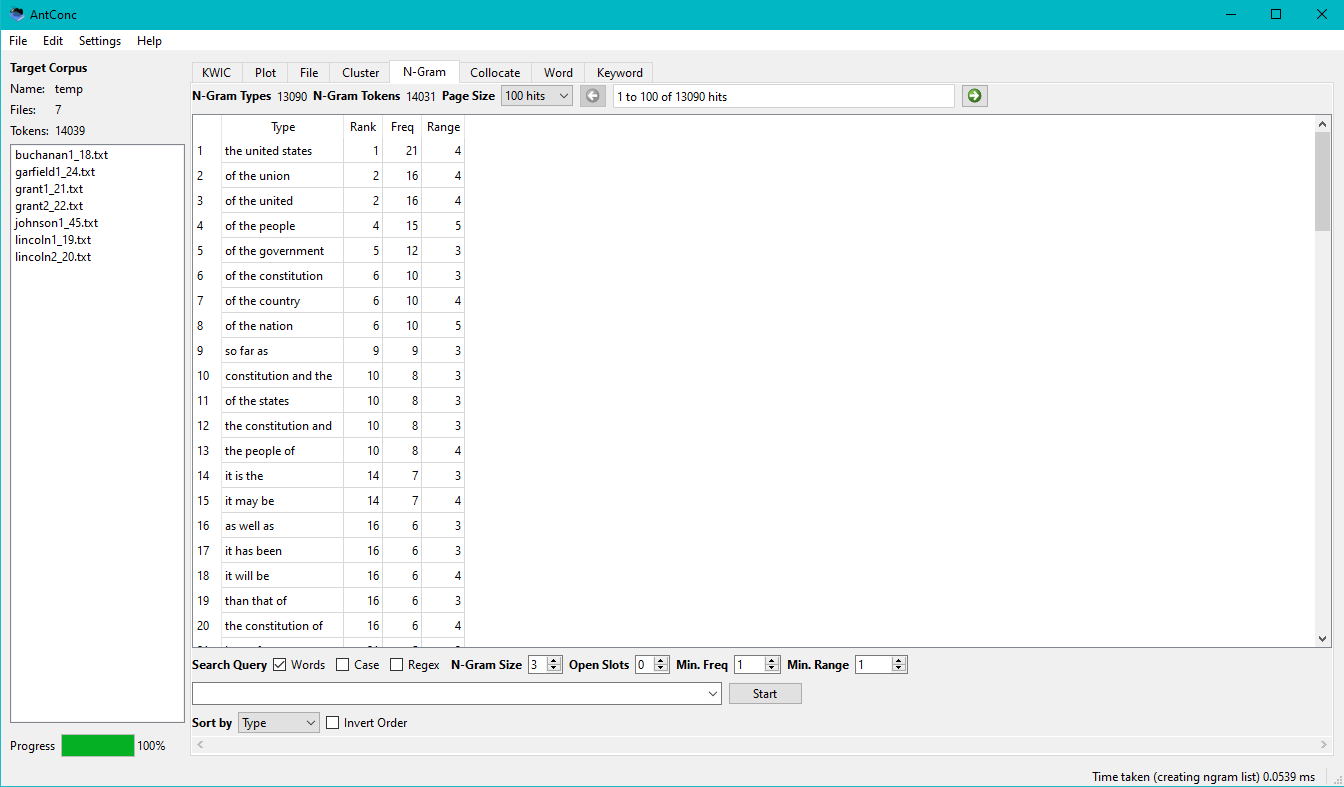 AntConc
File Edit Settings Help
Target Corpus
Name: temp
Files: 7
Tokens: 14039
buchanan1_18.txt
garfield1_24.txt
grant1_21.txt
grant2_22.txt
johnson1_45.txt
lincoln1_19.txt
lincoln2_20.txt
Progress 100%
KWIC Plot File Cluster N-Gram Collocate Word Keyword
N-Gram Types 13090 N-Gram Tokens 14031 Page Size 100 hits 1 to 100 of 13090 hits
Type Rank Freq Range
1 the united states 1 21 4
2 of the union 2 16 4
3 of the united 2 16 4
4 of the people 4 15 5
5 of the government 5 12 3
6 of the constitution 6 10 3
7 of the country 6 10 4
8 of the nation 6 10 5
9 so far as 9 9 3
10 constitution and the 10 8 3
11 of the states 10 8 3
12 the constitution and 10 8 3
13 the people of 10 8 4
14 it is the 14 7 3
15 it may be 14 7 4
16 as well as 16 6 3
17 it has been 16 6 3
18 it will be 16 6 4
19 than that of 16 6 3
20 the constitution of 16 6 4
Search Query Words Case Regex N-Gram Size 3 Open Slots 0 Min. Freq 1 Min. Range 1
Start
Sort by Type Invert Order
Time taken (creating ngram list) 0.0539 ms